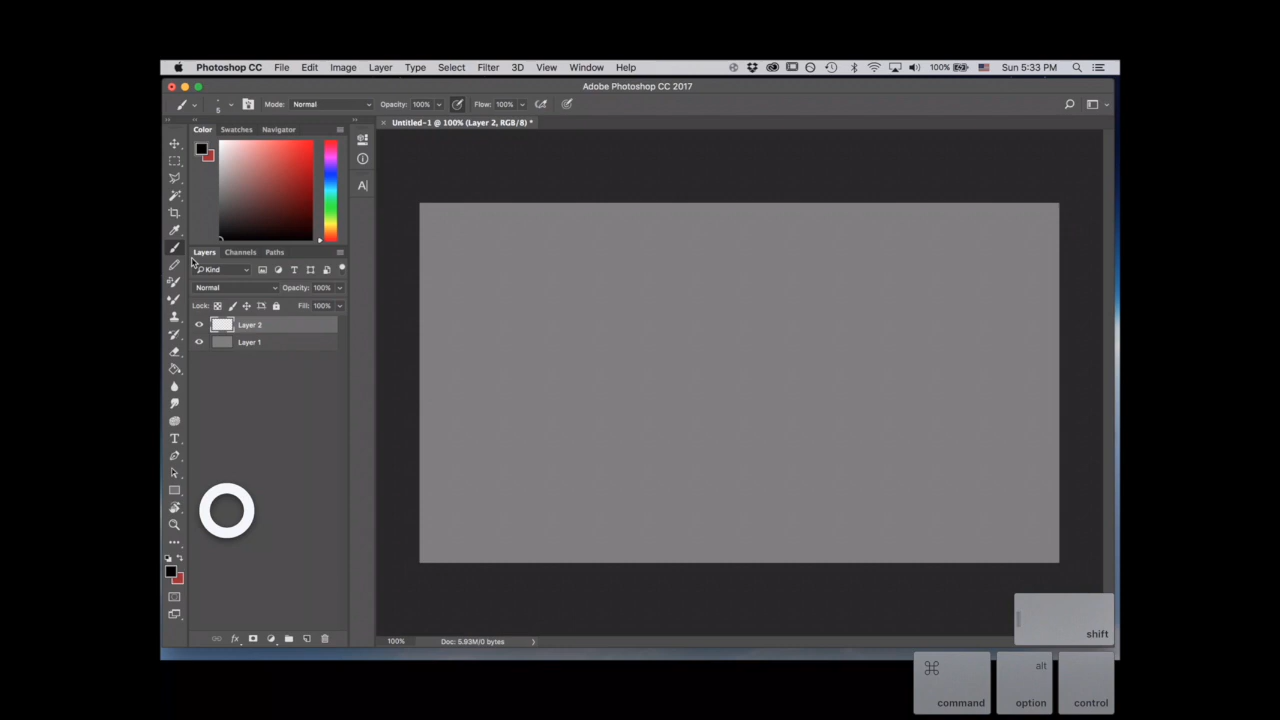 Photoshop CC File Edit Image Layer Type Select Filter 3D View Window Help 100% Sun 5:33 PM
Adobe Photoshop CC 2017
5 Mode: Normal Opacity: 100% Flow: 100%
Untitled-1 @ 100% (Layer 2, RGB/8) *
Color Swatches Navigator
A|
Layers Channels Paths
Kind T
Normal Opacity: 100%
Lock: Fill: 100%
Layer 2
Layer 1
T
fx
100% Doc: 5.93M/0 bytes
shift
⌘ alt
command option control